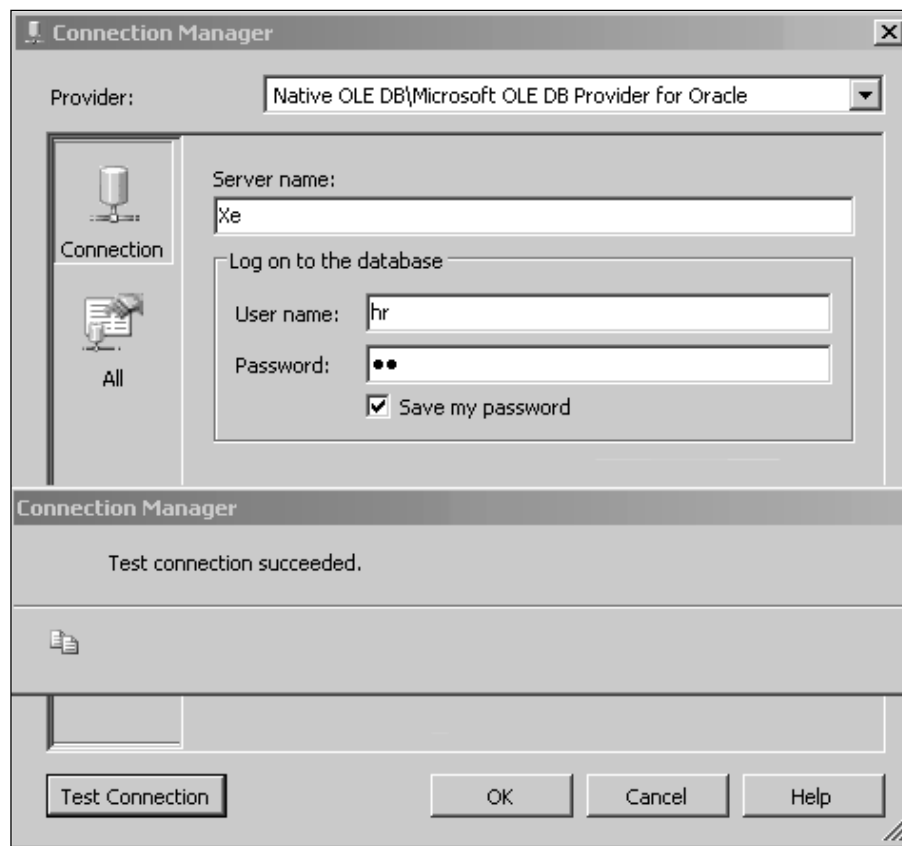 Connection Manager
Provider: Native OLE DB\Microsoft OLE DB Provider for Oracle
Connection
All
Server name:
Xe
Log on to the database
User name: hr
Password: ●●
Save my password
Connection Manager
Test connection succeeded.
Test Connection OK Cancel Help